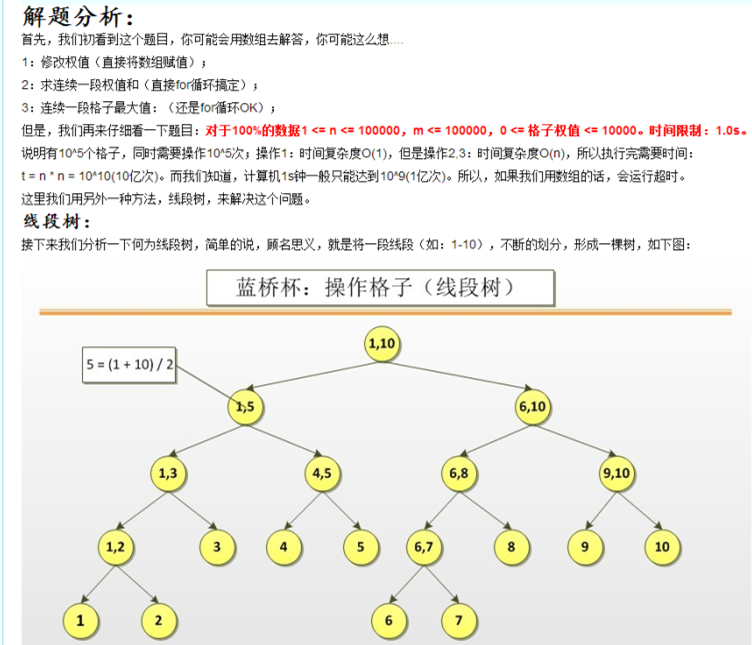 解题分析：
首先，我们初看到这个题目，你可能会用数组去解答，你可能这么想....
1：修改权值（直接将数组赋值）；
2：求连续一段权值和（直接for循环搞定）；
3：连续一段格子最大值：（还是for循环OK）；
但是，我们再来仔细看一下题目：对于100%的数据1 <= n <= 100000，m <= 100000，0 <= 格子权值 <= 10000。时间限制：1.0s。
说明有10^5个格子，同时需要操作10^5次；操作1：时间复杂度O(1)，但是操作2,3：时间复杂度O(n)，所以执行完需要时间：
t = n * n = 10^10(10亿次)。而我们知道，计算机1s钟一般只能达到10^9(1亿次)。所以，如果我们用数组的话，会运行超时。
这里我们用另外一种方法，线段树，来解决这个问题。
线段树：
接下来我们分析一下何为线段树，简单的说，顾名思义，就是将一段线段（如：1-10），不断的划分，形成一棵树，如下图：
蓝桥杯：操作格子（线段树）
1,10
5 = (1 + 10) / 2
1,5
6,10
1,3
4,5
6,8
9,10
1,2
3
4
5
6,7
8
9
10
1
2
6
7